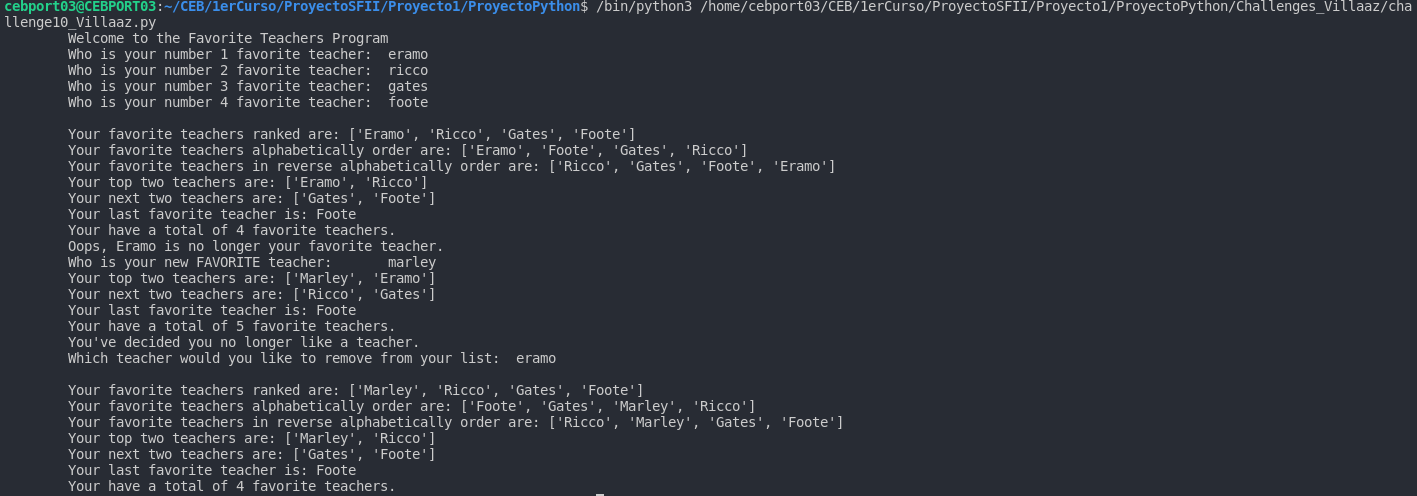 cebport03@CEBPORT03:~/CEB/1erCurso/ProyectoSFII/Proyecto1/ProyectoPython$ /bin/python3 /home/cebport03/CEB/1erCurso/ProyectoSFII/Proyecto1/ProyectoPython/Challenges_Villaaz/cha
llenge10_Villaaz.py
Welcome to the Favorite Teachers Program
Who is your number 1 favorite teacher:  eramo
Who is your number 2 favorite teacher:  ricco
Who is your number 3 favorite teacher:  gates
Who is your number 4 favorite teacher:  foote
Your favorite teachers ranked are: ['Eramo', 'Ricco', 'Gates', 'Foote']
Your favorite teachers alphabetically order are: ['Eramo', 'Foote', 'Gates', 'Ricco']
Your favorite teachers in reverse alphabetically order are: ['Ricco', 'Gates', 'Foote', 'Eramo']
Your top two teachers are: ['Eramo', 'Ricco']
Your next two teachers are: ['Gates', 'Foote']
Your last favorite teacher is: Foote
Your have a total of 4 favorite teachers.
Oops, Eramo is no longer your favorite teacher.
Who is your new FAVORITE teacher:       marley
Your top two teachers are: ['Marley', 'Eramo']
Your next two teachers are: ['Ricco', 'Gates']
Your last favorite teacher is: Foote
Your have a total of 5 favorite teachers.
You've decided you no longer like a teacher.
Which teacher would you like to remove from your list:  eramo
Your favorite teachers ranked are: ['Marley', 'Ricco', 'Gates', 'Foote']
Your favorite teachers alphabetically order are: ['Foote', 'Gates', 'Marley', 'Ricco']
Your favorite teachers in reverse alphabetically order are: ['Ricco', 'Marley', 'Gates', 'Foote']
Your top two teachers are: ['Marley', 'Ricco']
Your next two teachers are: ['Gates', 'Foote']
Your last favorite teacher is: Foote
Your have a total of 4 favorite teachers.